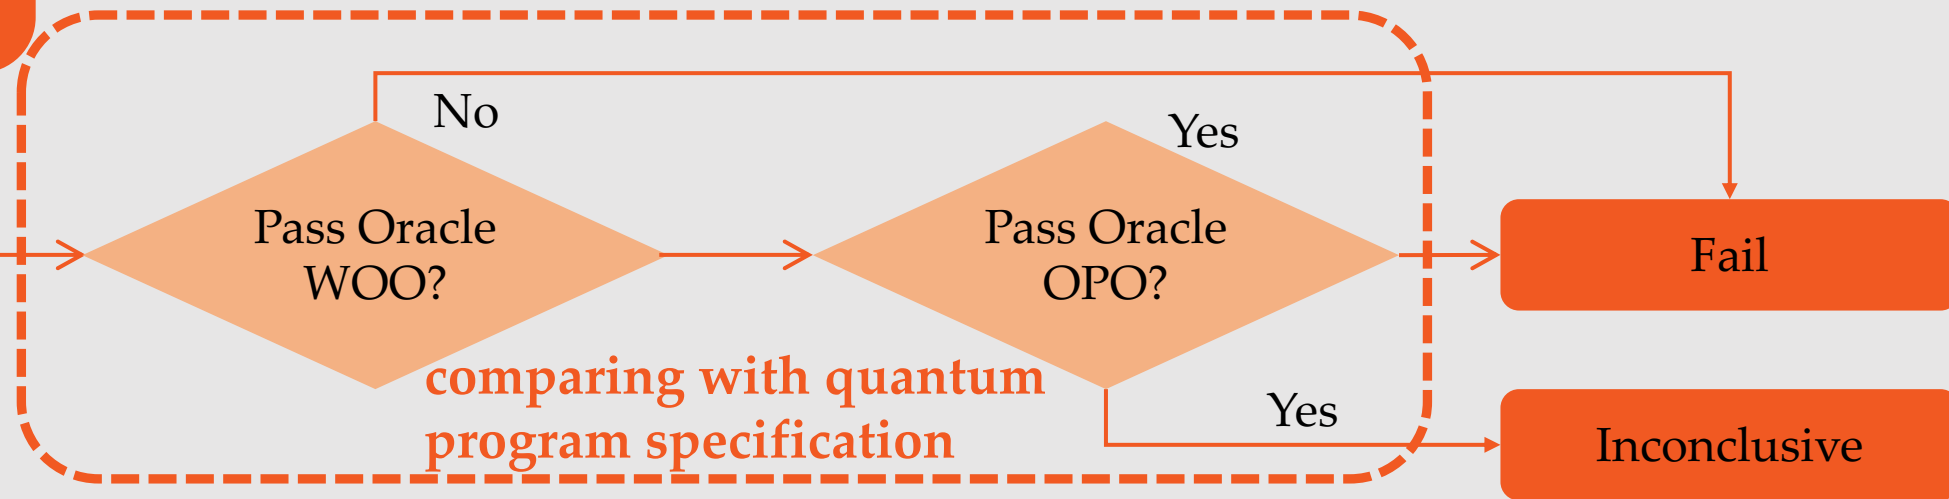 No
Yes
Pass Oracle
WOO?
Pass Oracle
OPO?
Fail
comparing with quantum
program specification
Yes
Inconclusive